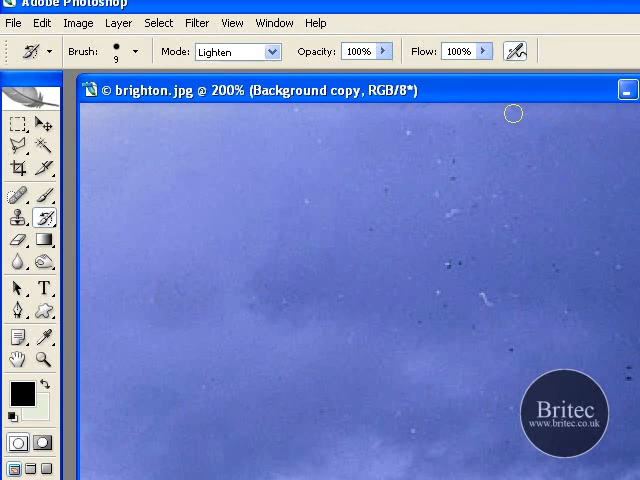 Adobe Photoshop
File Edit Image Layer Select Filter View Window Help
Brush: 9 Mode: Lighten Opacity: 100% Flow: 100%
© brighton.jpg @ 200% (Background copy, RGB/8*)
T
Britec
www.britec.co.uk